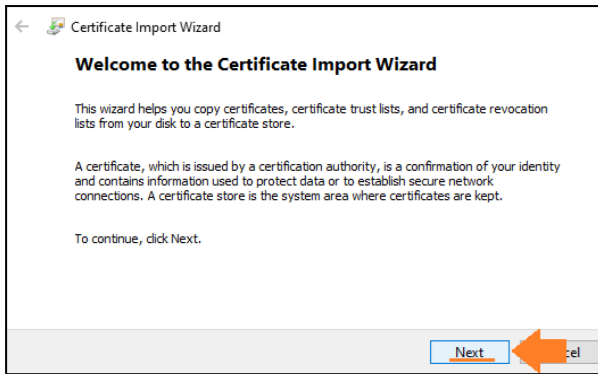 Certificate Import Wizard
Welcome to the Certificate Import Wizard
This wizard helps you copy certificates, certificate trust lists, and certificate revocation
lists from your disk to a certificate store.
A certificate, which is issued by a certification authority, is a confirmation of your identity
and contains information used to protect data or to establish secure network
connections. A certificate store is the system area where certificates are kept.
To continue, click Next.
Next